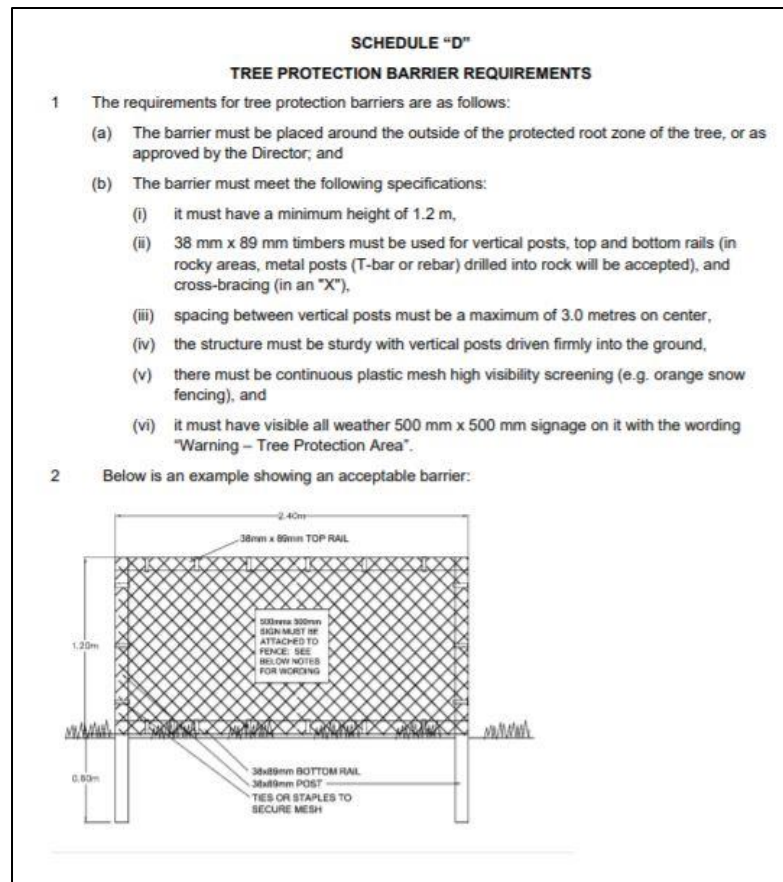 SCHEDULE “D”
TREE PROTECTION BARRIER REQUIREMENTS
1 The requirements for tree protection barriers are as follows:
(a) The barrier must be placed around the outside of the protected root zone of the tree, or as
approved by the Director; and
(b) The barrier must meet the following specifications:
(i) it must have a minimum height of 1.2 m,
(ii) 38 mm x 89 mm timbers must be used for vertical posts, top and bottom rails (in
rocky areas, metal posts (T-bar or rebar) drilled into rock will be accepted), and
cross-bracing (in an "X"),
(iii) spacing between vertical posts must be a maximum of 3.0 metres on center,
(iv) the structure must be sturdy with vertical posts driven firmly into the ground,
(v) there must be continuous plastic mesh high visibility screening (e.g. orange snow
fencing), and
(vi) it must have visible all weather 500 mm x 500 mm signage on it with the wording
“Warning – Tree Protection Area”.
2 Below is an example showing an acceptable barrier:
2.40m
38mm x 89mm TOP RAIL
500mmx 500mm
SIGN MUST BE
ATTACHED TO
FENCE: SEE
BELOW NOTES
FOR WORDING
1.20m
38x89mm BOTTOM RAIL
38x89mm POST
TIES OR STAPLES TO
SECURE MESH
0.60m